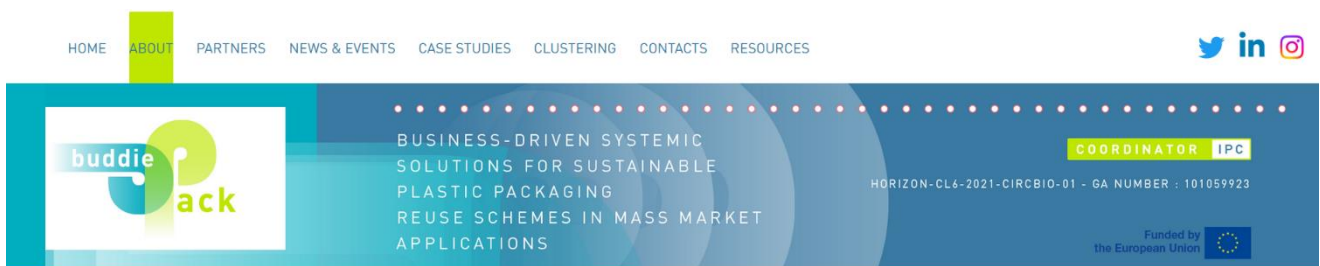 HOME ABOUT PARTNERS NEWS & EVENTS CASE STUDIES CLUSTERING CONTACTS RESOURCES
in
buddie
Pack
BUSINESS-DRIVEN SYSTEMIC
SOLUTIONS FOR SUSTAINABLE
PLASTIC PACKAGING
REUSE SCHEMES IN MASS MARKET
APPLICATIONS
COORDINATOR IPC
HORIZON-CL6-2021-CIRCBIO-01 - GA NUMBER : 101059923
Funded by
the European Union